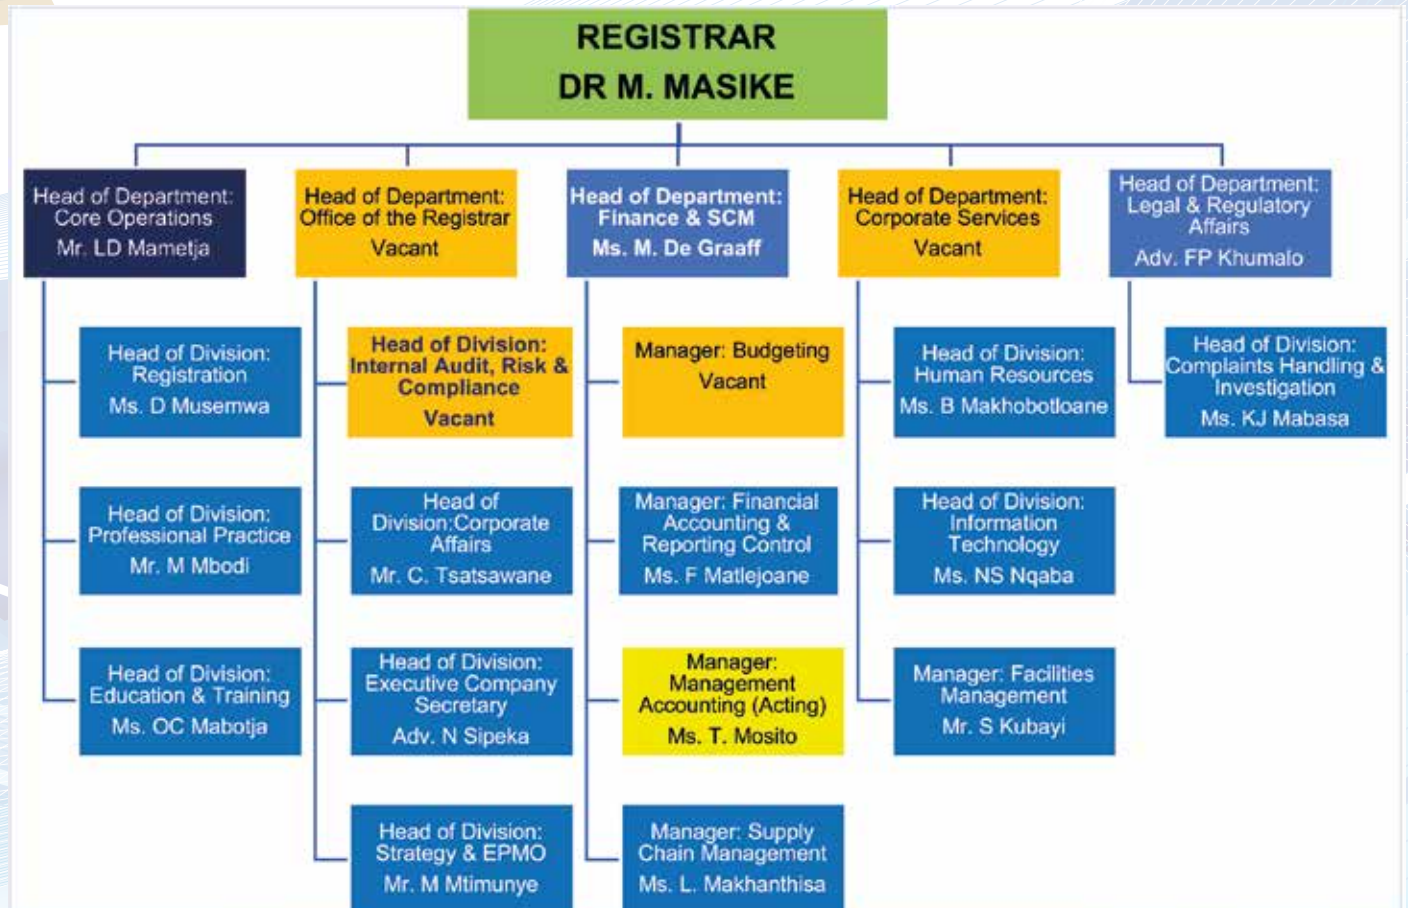 REGISTRAR
DR M. MASIKE
Head of Department:
Core Operations
Mr. LD Mametja
Head of Department:
Office of the Registrar
Vacant
Head of Department:
Finance & SCM
Ms. M. De Graaff
Head of Department:
Corporate Services
Vacant
Head of Department:
Legal & Regulatory
Affairs
Adv. FP Khumalo
Head of Division:
Registration
Ms. D Musemwa
Head of Division:
Professional Practice
Mr. M Mbodi
Head of Division:
Education & Training
Ms. OC Mabotja
Head of Division:
Internal Audit, Risk &
Compliance
Vacant
Head of
Division:Corporate
Affairs
Mr. C. Tsatsawane
Head of Division:
Executive Company
Secretary
Adv. N Sipeka
Head of Division:
Strategy & EPMO
Mr. M Mtimunye
Manager: Budgeting
Vacant
Manager: Financial
Accounting &
Reporting Control
Ms. F Matlejoane
Manager:
Management
Accounting (Acting)
Ms. T. Mosito
Manager: Supply
Chain Management
Ms. L. Makhanthisa
Head of Division:
Human Resources
Ms. B Makhobotloane
Head of Division:
Information
Technology
Ms. NS Nqaba
Manager: Facilities
Management
Mr. S Kubayi
Head of Division:
Complaints Handling &
Investigation
Ms. KJ Mabasa